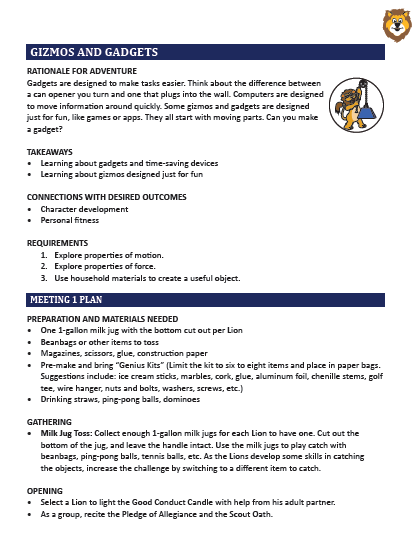 GIZMOS AND GADGETS
RATIONALE FOR ADVENTURE
Gadgets are designed to make tasks easier. Think about the difference between
a can opener you turn and one that plugs into the wall. Computers are designed
to move information around quickly. Some gizmos and gadgets are designed
just for fun, like games or apps. They all start with moving parts. Can you make
a gadget?
TAKEAWAYS
• Learning about gadgets and time-saving devices
• Learning about gizmos designed just for fun
CONNECTIONS WITH DESIRED OUTCOMES
• Character development
• Personal fitness
REQUIREMENTS
1. Explore properties of motion.
2. Explore properties of force.
3. Use household materials to create a useful object.
MEETING 1 PLAN
PREPARATION AND MATERIALS NEEDED
• One 1-gallon milk jug with the bottom cut out per Lion
• Beanbags or other items to toss
• Magazines, scissors, glue, construction paper
• Pre-make and bring “Genius Kits” (Limit the kit to six to eight items and place in paper bags.
Suggestions include: ice cream sticks, marbles, cork, glue, aluminum foil, chenille stems, golf
tee, wire hanger, nuts and bolts, washers, screws, etc.)
• Drinking straws, ping-pong balls, dominoes
GATHERING
• Milk Jug Toss: Collect enough 1-gallon milk jugs for each Lion to have one. Cut out the
bottom of the jug, and leave the handle intact. Use the milk jugs to play catch with
beanbags, ping-pong balls, tennis balls, etc. As the Lions develop some skills in catching
the objects, increase the challenge by switching to a different item to catch.
OPENING
• Select a Lion to light the Good Conduct Candle with help from his adult partner.
• As a group, recite the Pledge of Allegiance and the Scout Oath.